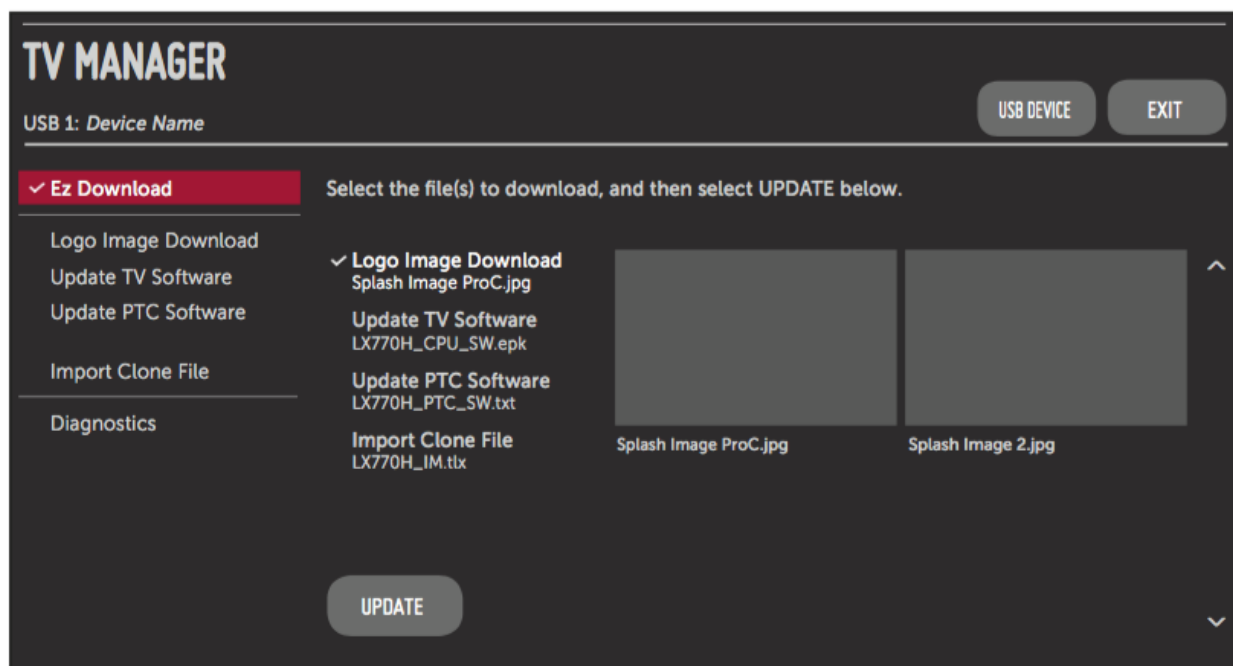 TV MANAGER
USB 1: Device Name
USB DEVICE
EXIT
Ez Download
Logo Image Download
Update TV Software
Update PTC Software
Import Clone File
Diagnostics
Select the file(s) to download, and then select UPDATE below.
Logo Image Download
Splash Image ProC.jpg
Update TV Software
LX770H_CPU_SW.epk
Update PTC Software
LX770H_PTC_SW.txt
Import Clone File
LX770H_IM.tlx
Splash Image ProC.jpg
Splash Image 2.jpg
UPDATE